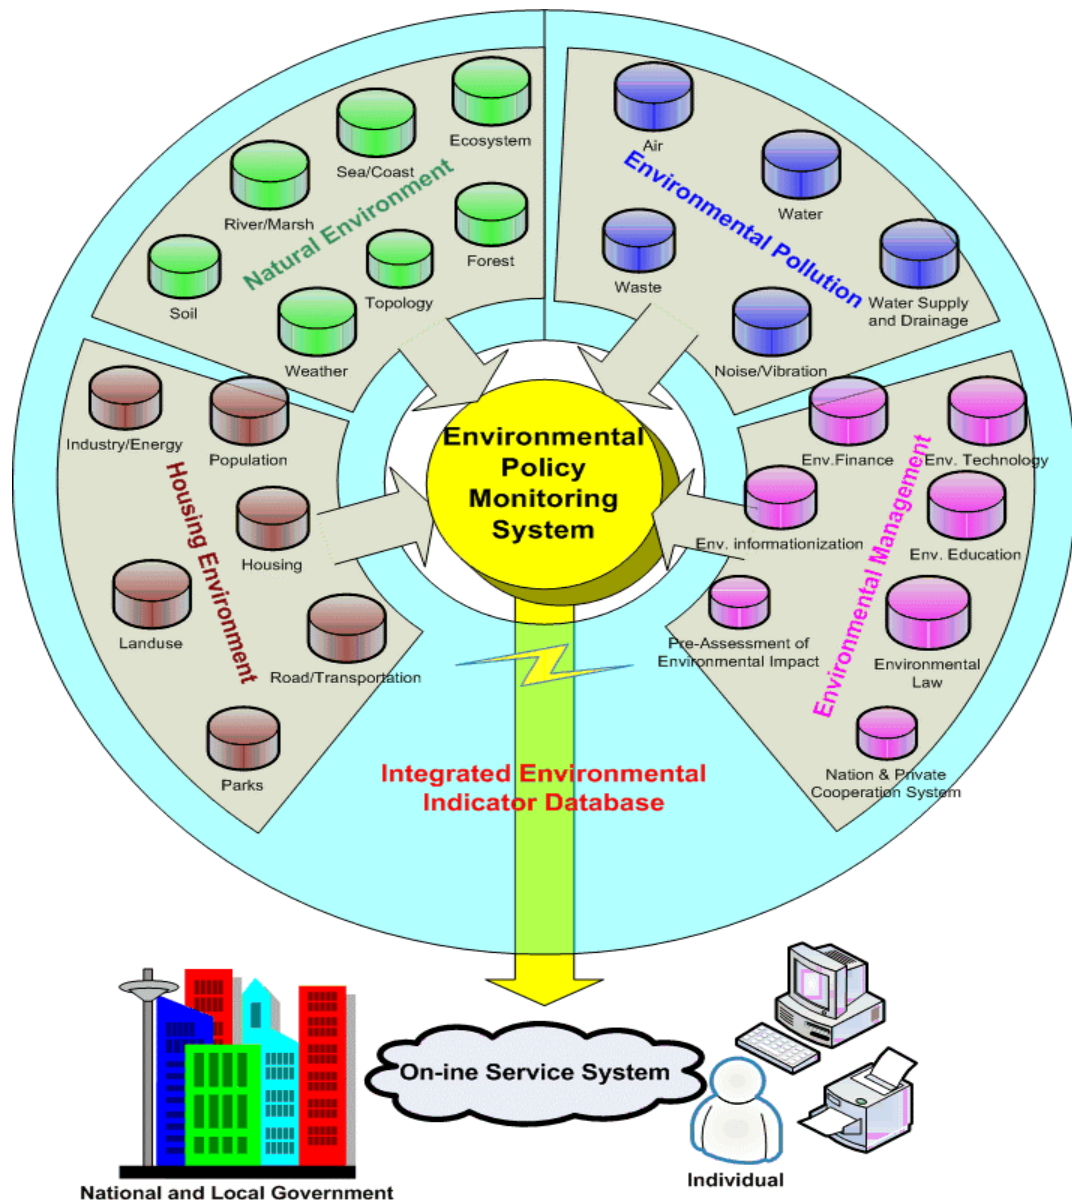 Ecosystem
Sea/Coast
River/Marsh
Natural Environment
Forest
Soil
Topology
Weather
Air
Environmental Pollution
Water
Waste
Water Supply
and Drainage
Noise/Vibration
Industry/Energy
Population
Housing Environment
Housing
Landuse
Road/Transportation
Parks
Environmental
Policy
Monitoring
System
Env.Finance
Env. Technology
Environmental Management
Env. informationization
Env. Education
Pre-Assessment of
Environmental Impact
Environmental
Law
Nation & Private
Cooperation System
Integrated Environmental
Indicator Database
On-ine Service System
National and Local Government
Individual